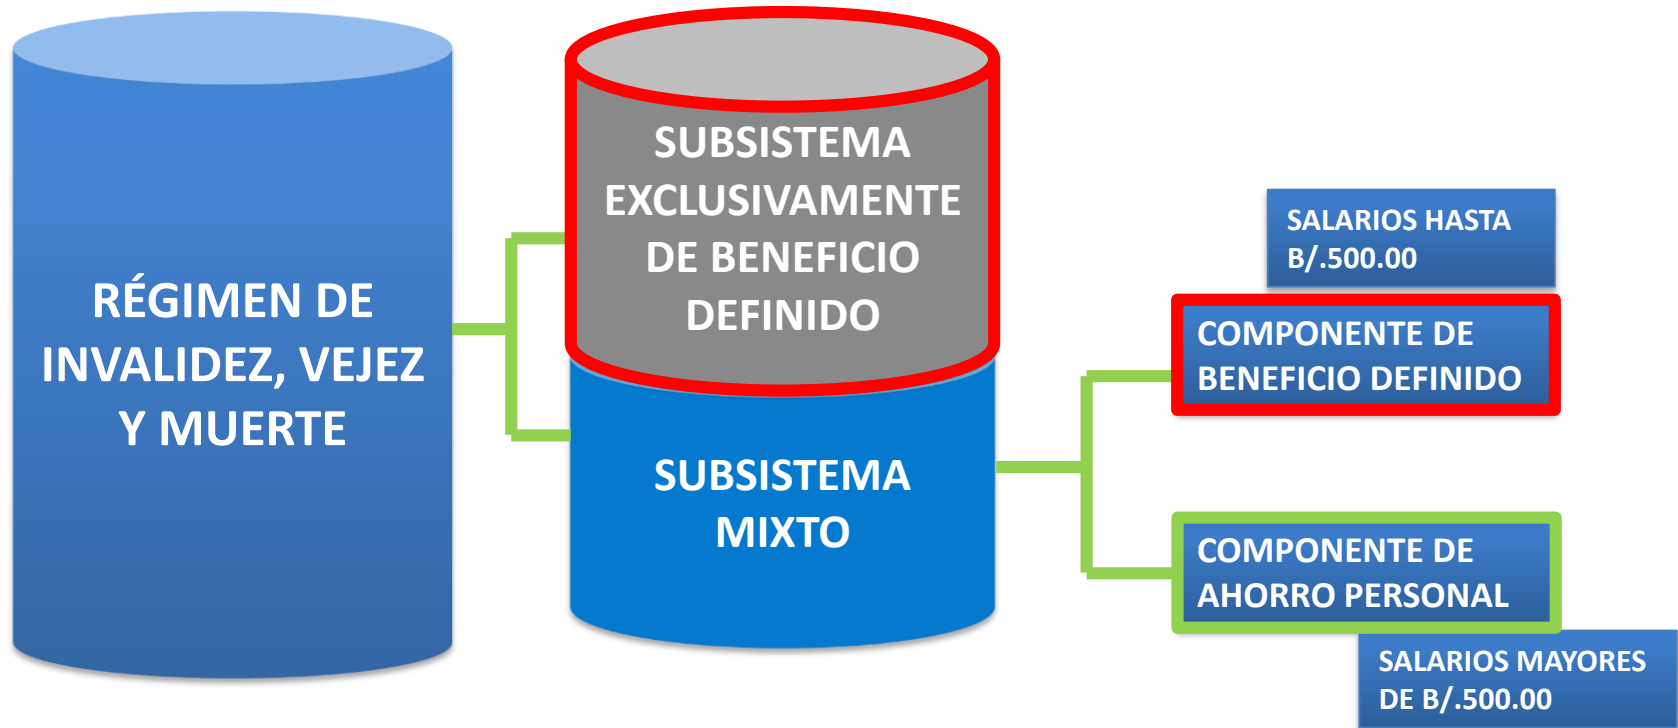 RÉGIMEN DE
INVALIDEZ, VEJEZ
Y MUERTE
SUBSISTEMA
EXCLUSIVAMENTE
DE BENEFICIO
DEFINIDO
SUBSISTEMA
MIXTO
SALARIOS HASTA
B/.500.00
COMPONENTE DE
BENEFICIO DEFINIDO
COMPONENTE DE
AHORRO PERSONAL
SALARIOS MAYORES
DE B/.500.00